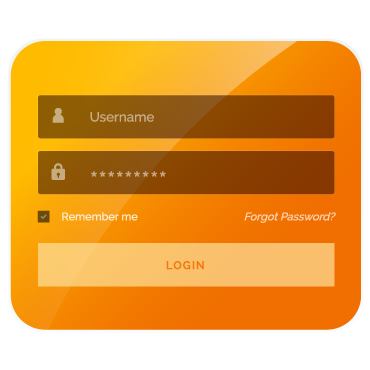 Username
*********
Remember me
Forgot Password?
LOGIN